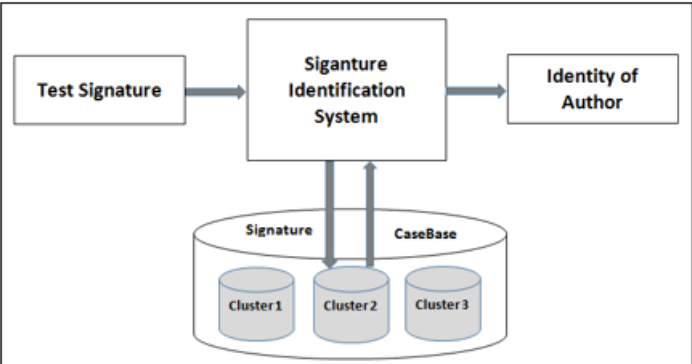 Test Signature
Siganture
Identification
System
Identity of
Author
Signature
CaseBase
Cluster1
Cluster2
Cluster3